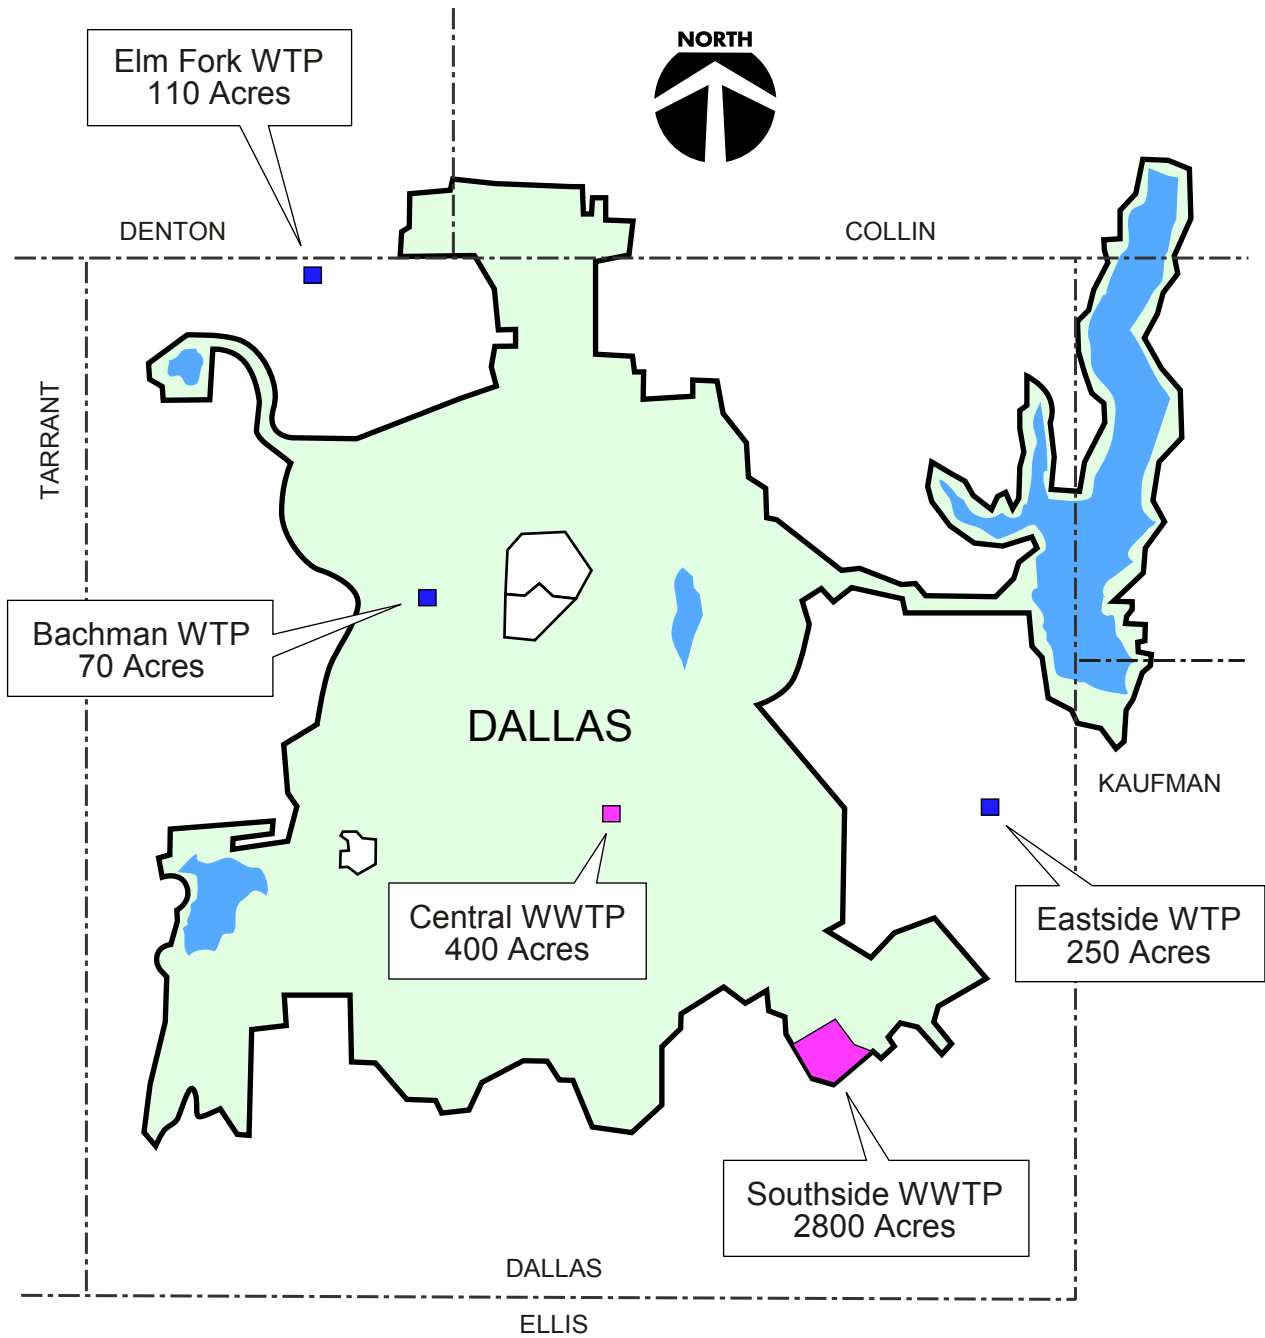 NORTH
Elm Fork WTP
110 Acres
DENTON
COLLIN
TARRANT
Bachman WTP
70 Acres
DALLAS
KAUFMAN
Central WWTP
400 Acres
Eastside WTP
250 Acres
Southside WWTP
2800 Acres
DALLAS
ELLIS